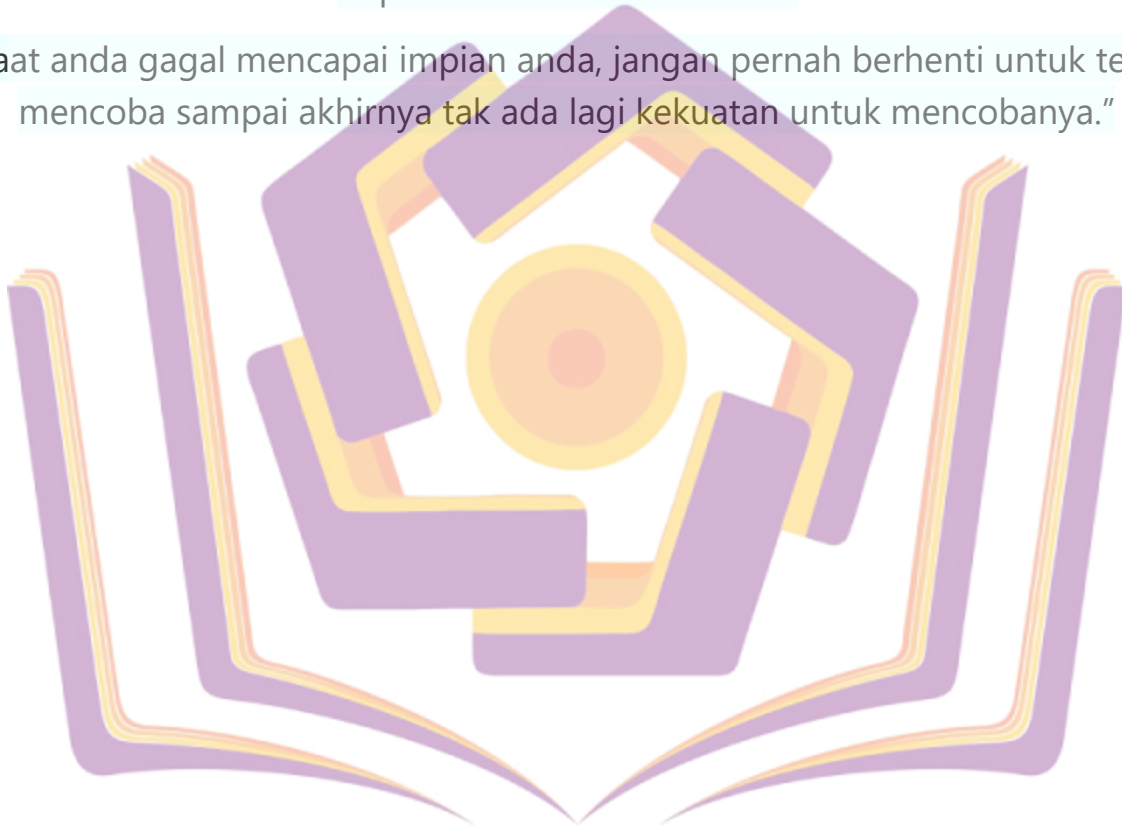 aat anda gagal mencapai impian anda, jangan pernah berhenti untuk te
mencoba sampai akhirnya tak ada lagi kekuatan untuk mencobanya.”